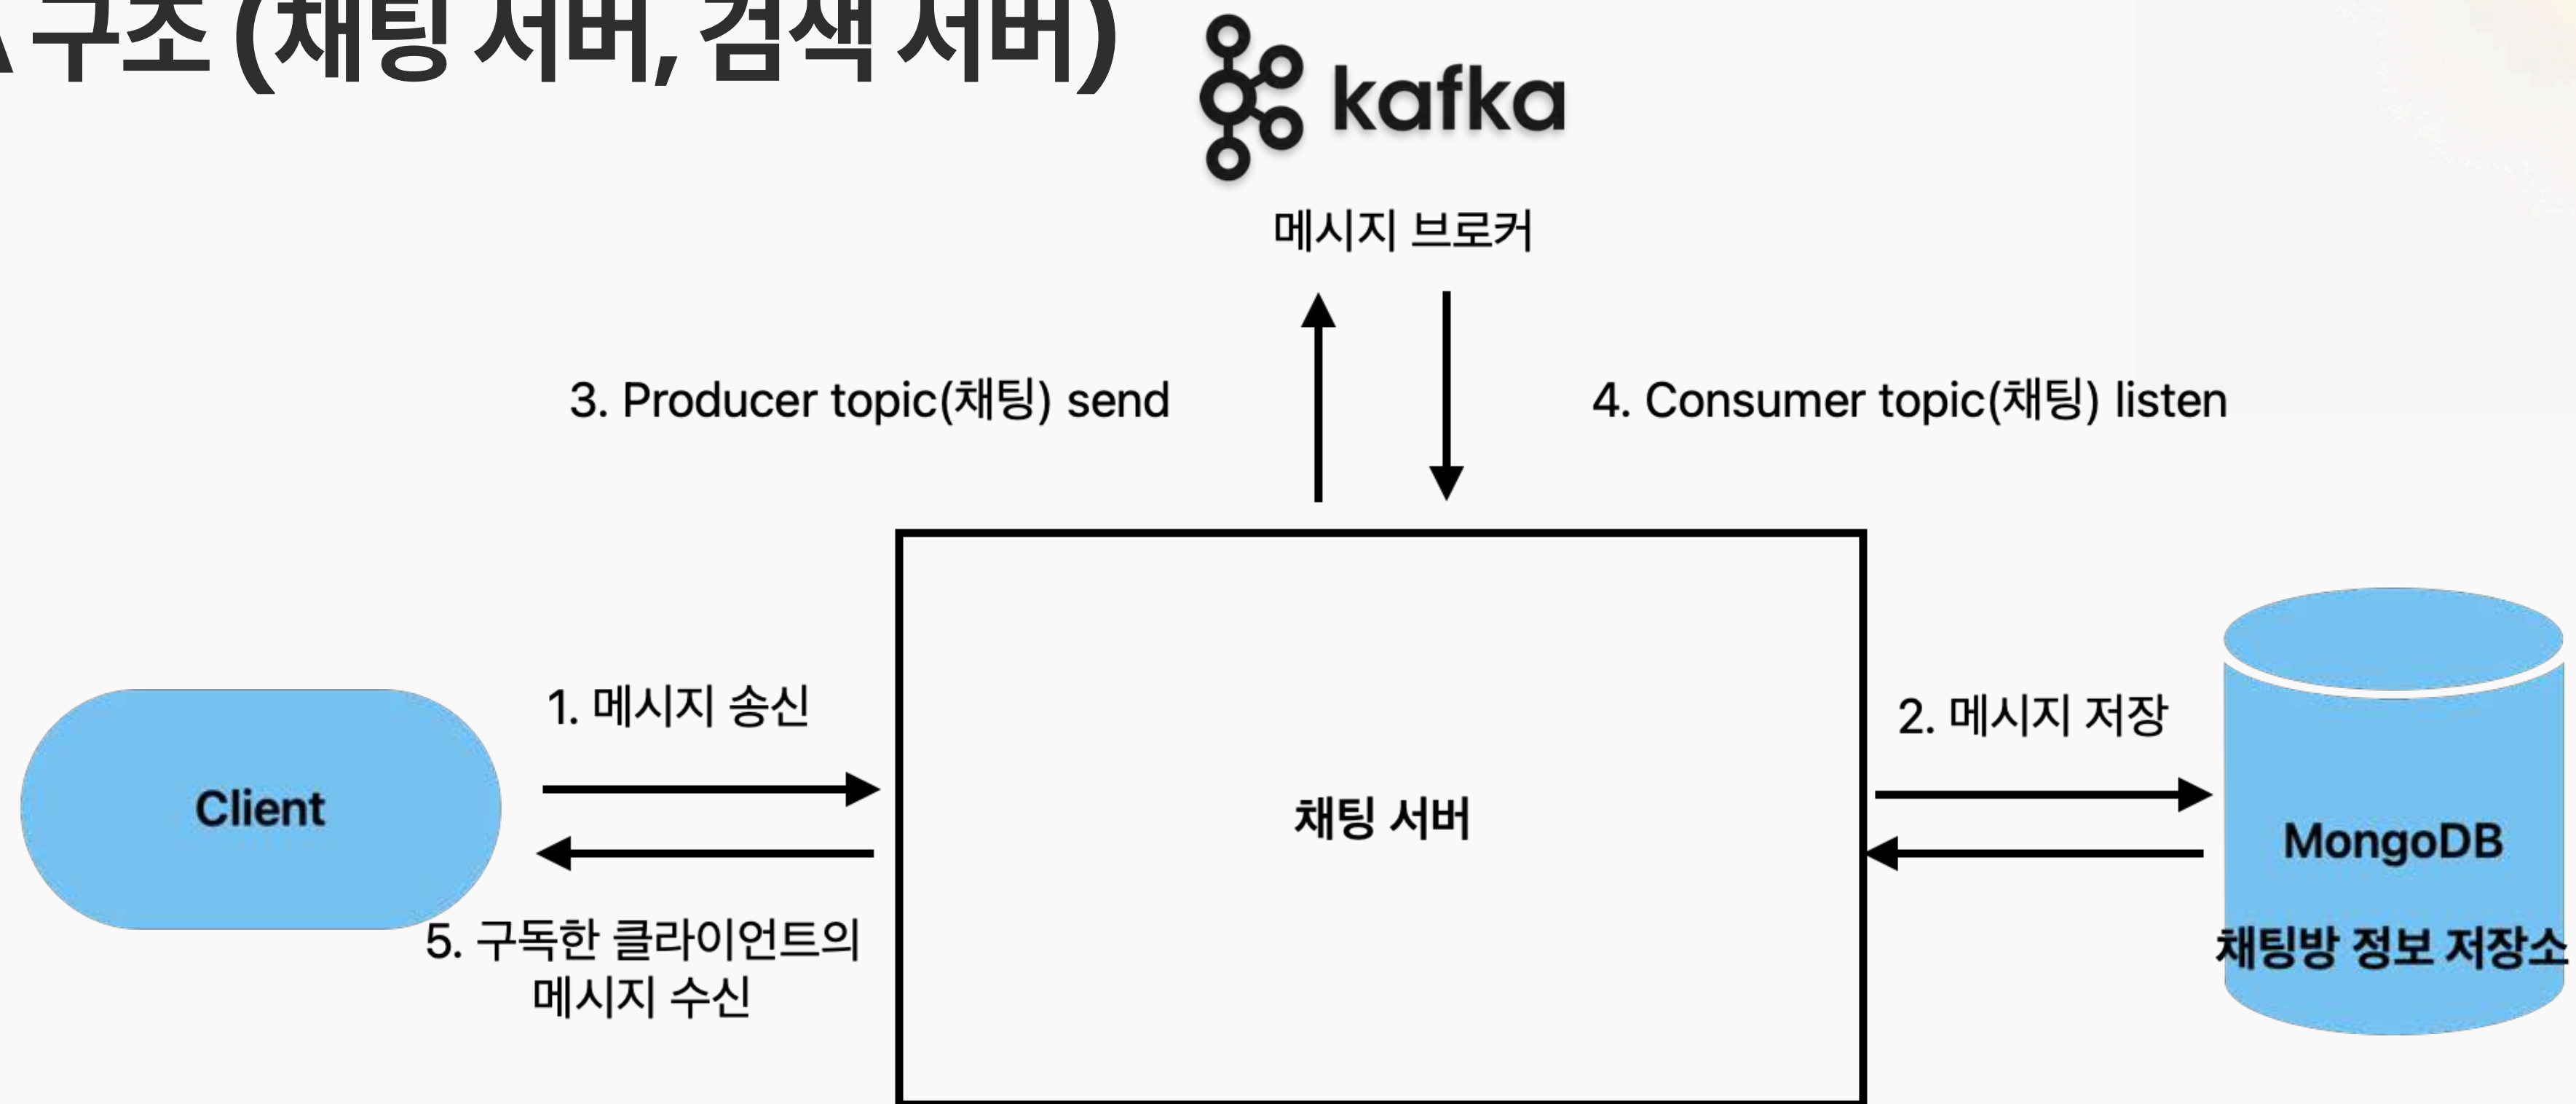 구조 (채팅 서버, 검색 서버)
kafka
메시지 브로커
3. Producer topic(채팅) send
4. Consumer topic(채팅) listen
1. 메시지 송신
2. 메시지 저장
Client
채팅 서버
MongoDB
채팅방 정보 저장소
5. 구독한 클라이언트의
메시지 수신